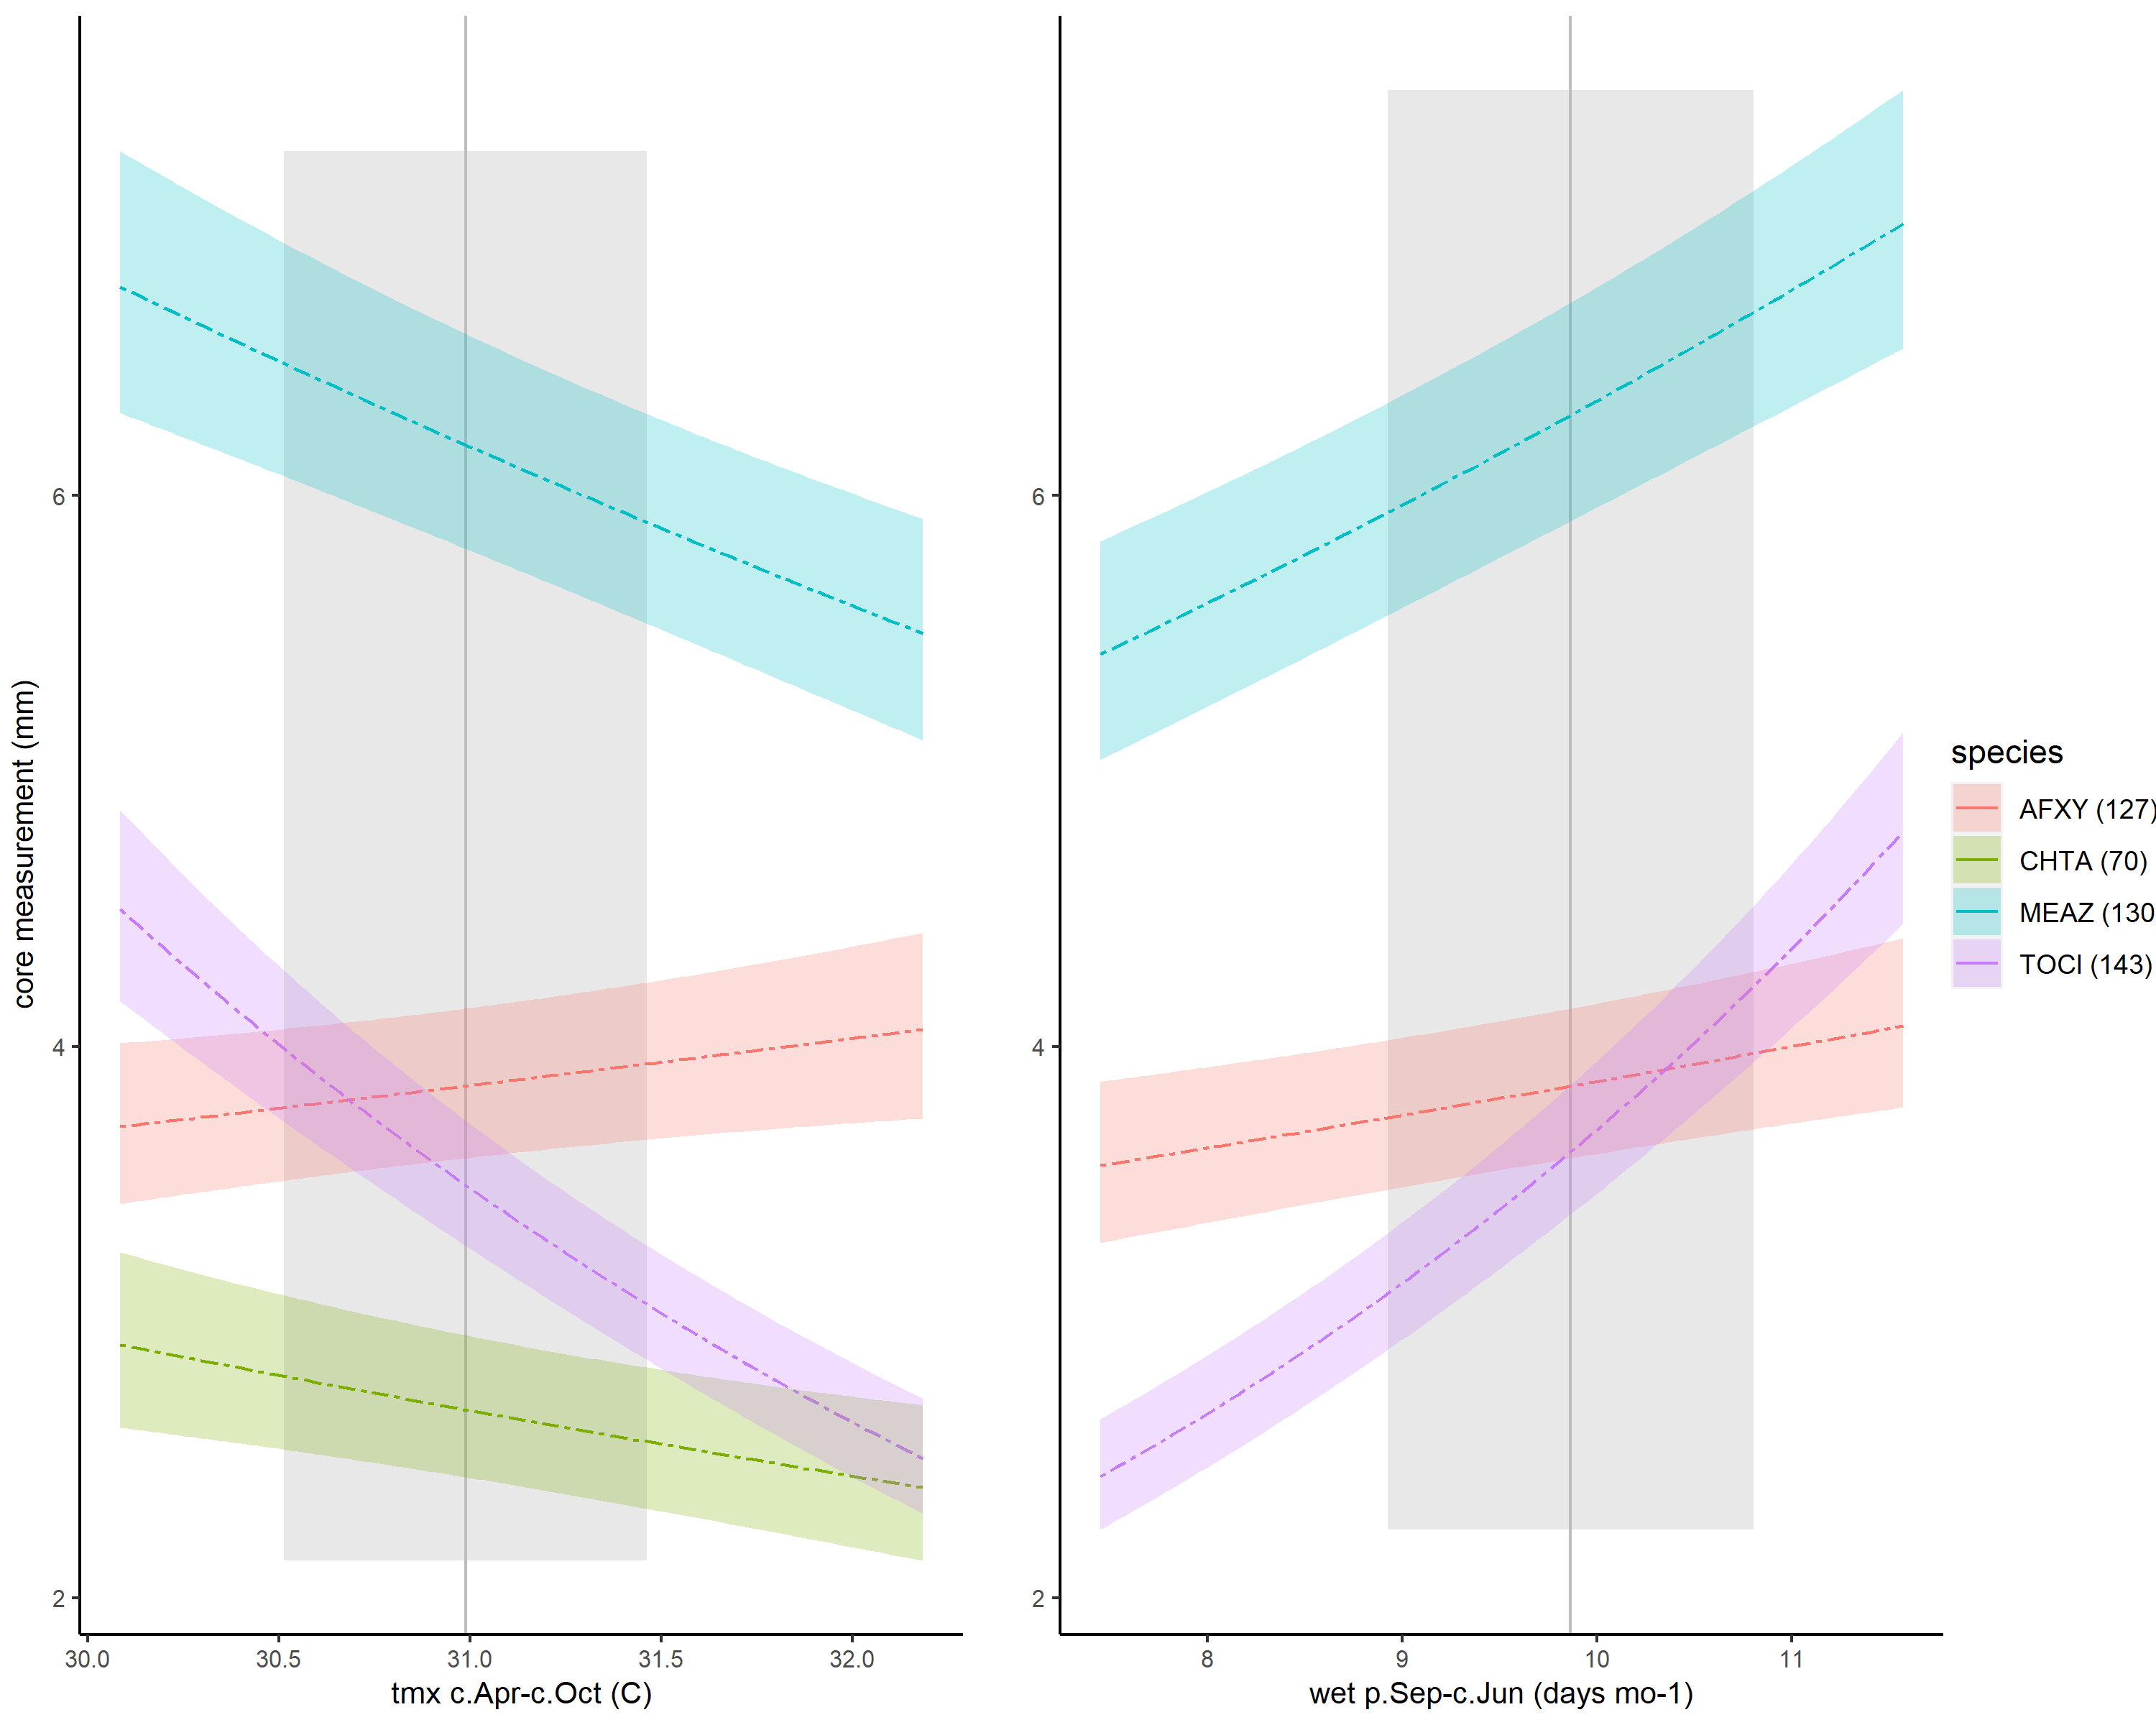 core measurement (mm)
6
4
2
30.0 30.5 31.0 31.5 32.0
tmx c.Apr-c.Oct (C)
6
4
2
8 9 10 11
wet p.Sep-c.Jun (days mo-1)
species
AFXY (127)
CHTA (70)
MEAZ (130
TOCI (143)